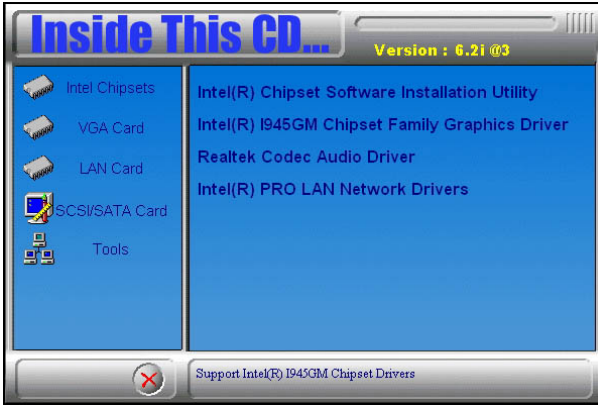 Inside This CD...
Version : 6.2i @3
Intel Chipsets
VGA Card
LAN Card
SCSI/SATA Card
Tools
Intel(R) Chipset Software Installation Utility
Intel(R) I945GM Chipset Family Graphics Driver
Realtek Codec Audio Driver
Intel(R) PRO LAN Network Drivers
Support Intel(R) I945GM Chipset Drivers